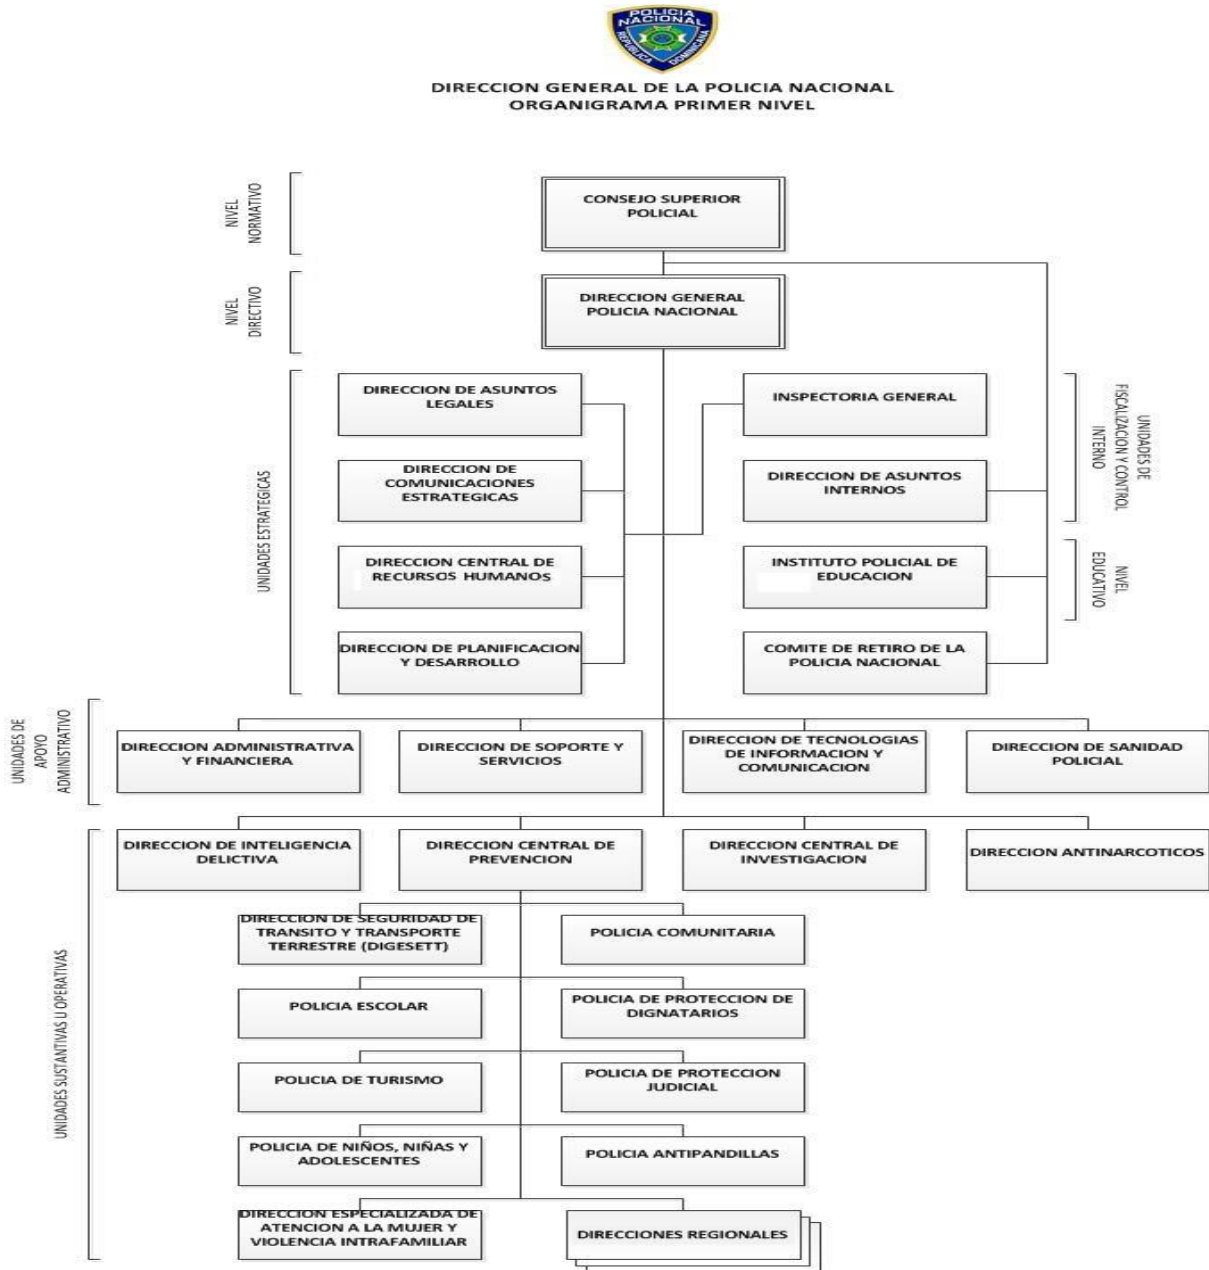 POLICIA
NACIONAL
REPUBLICA DOMINICANA
DIRECCION GENERAL DE LA POLICIA NACIONAL
ORGANIGRAMA PRIMER NIVEL
NIVEL
NORMATIVO
CONSEJO SUPERIOR
POLICIAL
NIVEL
DIRECTIVO
DIRECCION GENERAL
POLICIA NACIONAL
UNIDADES ESTRATEGICAS
DIRECCION DE ASUNTOS
LEGALES
INSPECTORIA GENERAL
UNIDADES DE
FISCALIZACION Y CONTROL
INTERNO
DIRECCION DE
COMUNICACIONES
ESTRATEGICAS
DIRECCION DE ASUNTOS
INTERNOS
DIRECCION CENTRAL DE
RECURSOS HUMANOS
INSTITUTO POLICIAL DE
EDUCACION
NIVEL
EDUCATIVO
DIRECCION DE PLANIFICACION
Y DESARROLLO
COMITE DE RETIRO DE LA
POLICIA NACIONAL
UNIDADES DE
APOYO
ADMINISTRATIVO
DIRECCION ADMINISTRATIVA
Y FINANCIERA
DIRECCION DE SOPORTE Y
SERVICIOS
DIRECCION DE TECNOLOGIAS
DE INFORMACION Y
COMUNICACION
DIRECCION DE SANIDAD
POLICIAL
UNIDADES SUSTANTIVAS U OPERATIVAS
DIRECCION DE INTELIGENCIA
DELICTIVA
DIRECCION CENTRAL DE
PREVENCION
DIRECCION CENTRAL DE
INVESTIGACION
DIRECCION ANTINARCOTICOS
DIRECCION DE SEGURIDAD DE
TRANSITO Y TRANSPORTE
TERRESTRE (DIGESETT)
POLICIA COMUNITARIA
POLICIA ESCOLAR
POLICIA DE PROTECCION DE
DIGNATARIOS
POLICIA DE TURISMO
POLICIA DE PROTECCION
JUDICIAL
POLICIA DE NIÑOS, NIÑAS Y
ADOLESCENTES
POLICIA ANTIPANDILLAS
DIRECCION ESPECIALIZADA DE
ATENCION A LA MUJER Y
VIOLENCIA INTRAFAMILIAR
DIRECCIONES REGIONALES